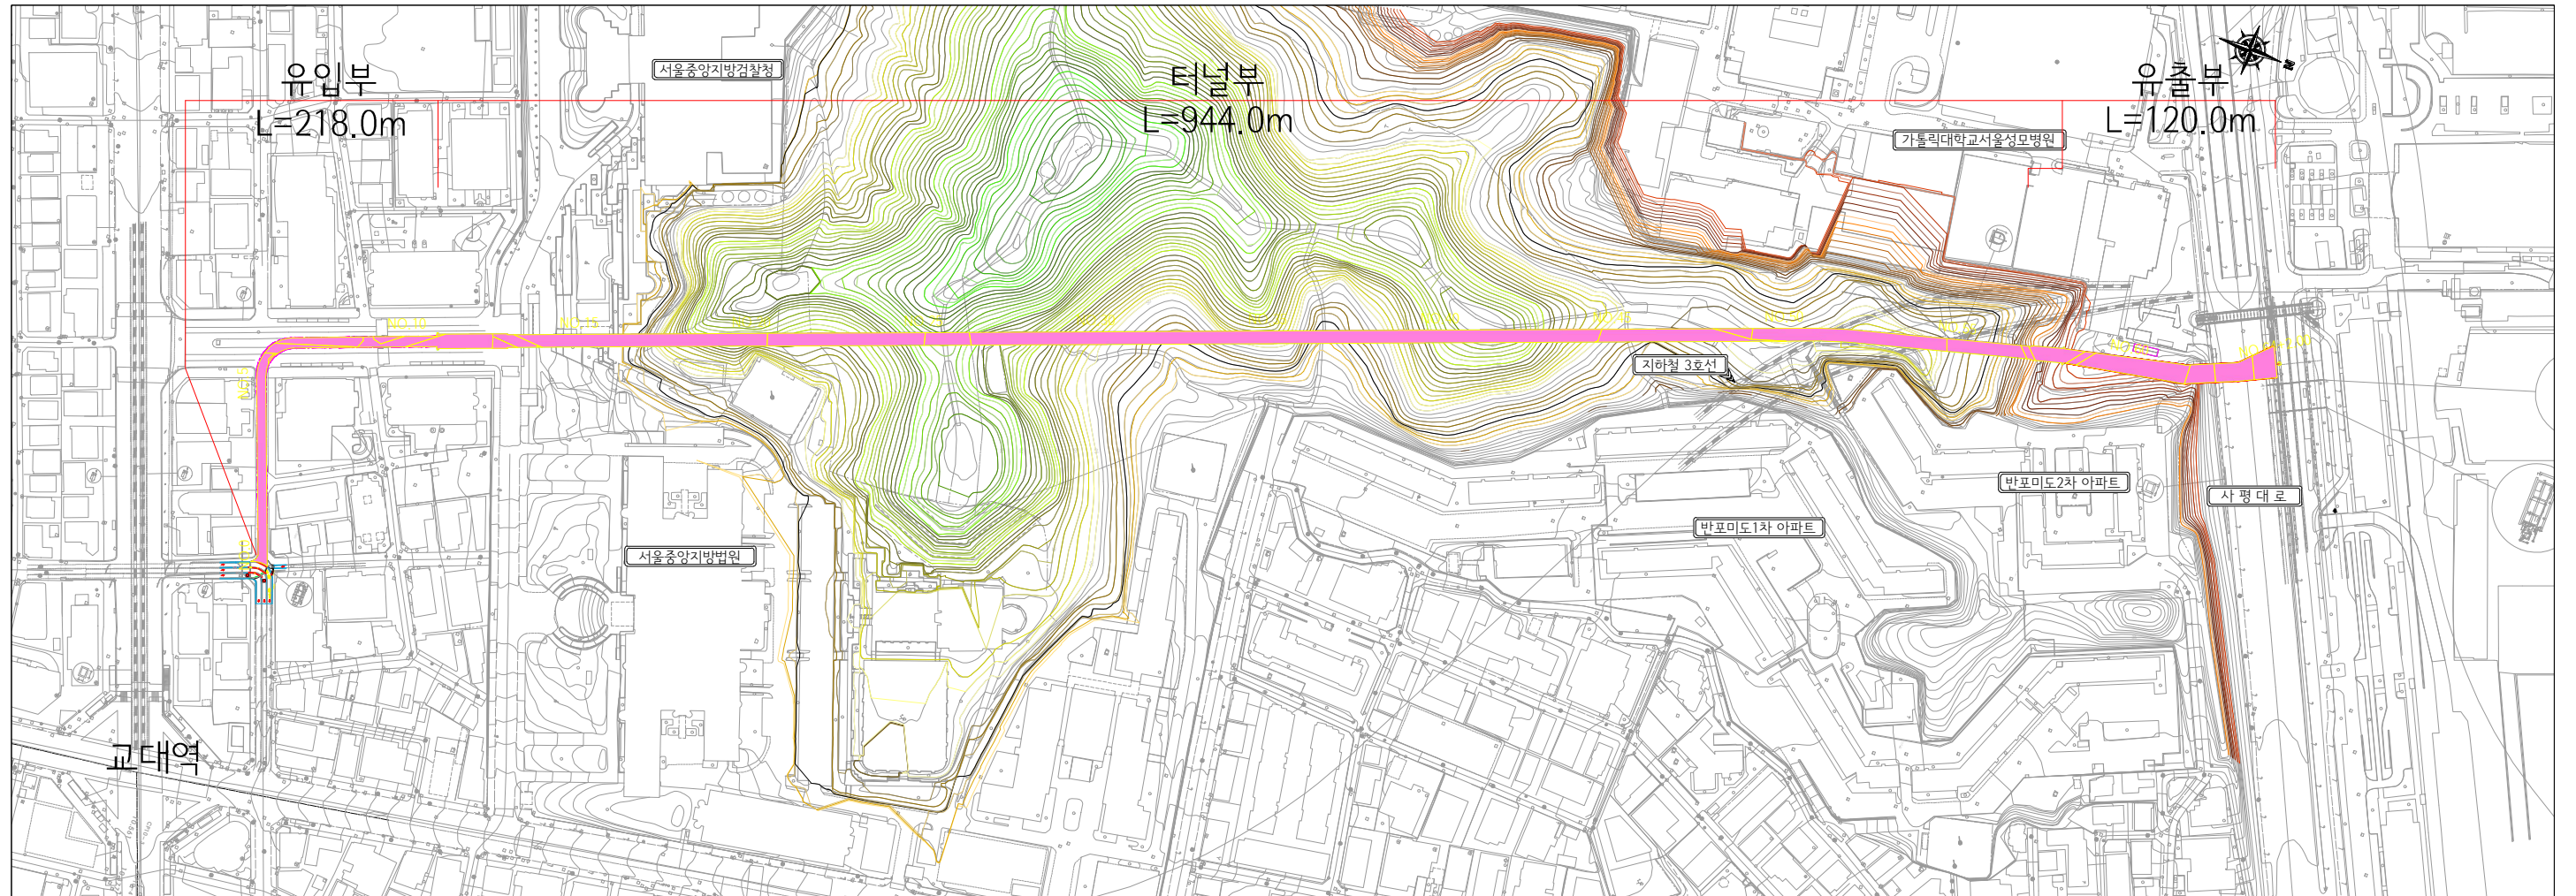 유입부
L=218.0m
서울중앙지방검찰청
터널부
L=944.0m
유출부
L=120.0m
가톨릭대학교서울성모병원
지하철 3호선
반포미도2차 아파트
사 평 대 로
반포미도1차 아파트
서울중앙지방법원
교대역